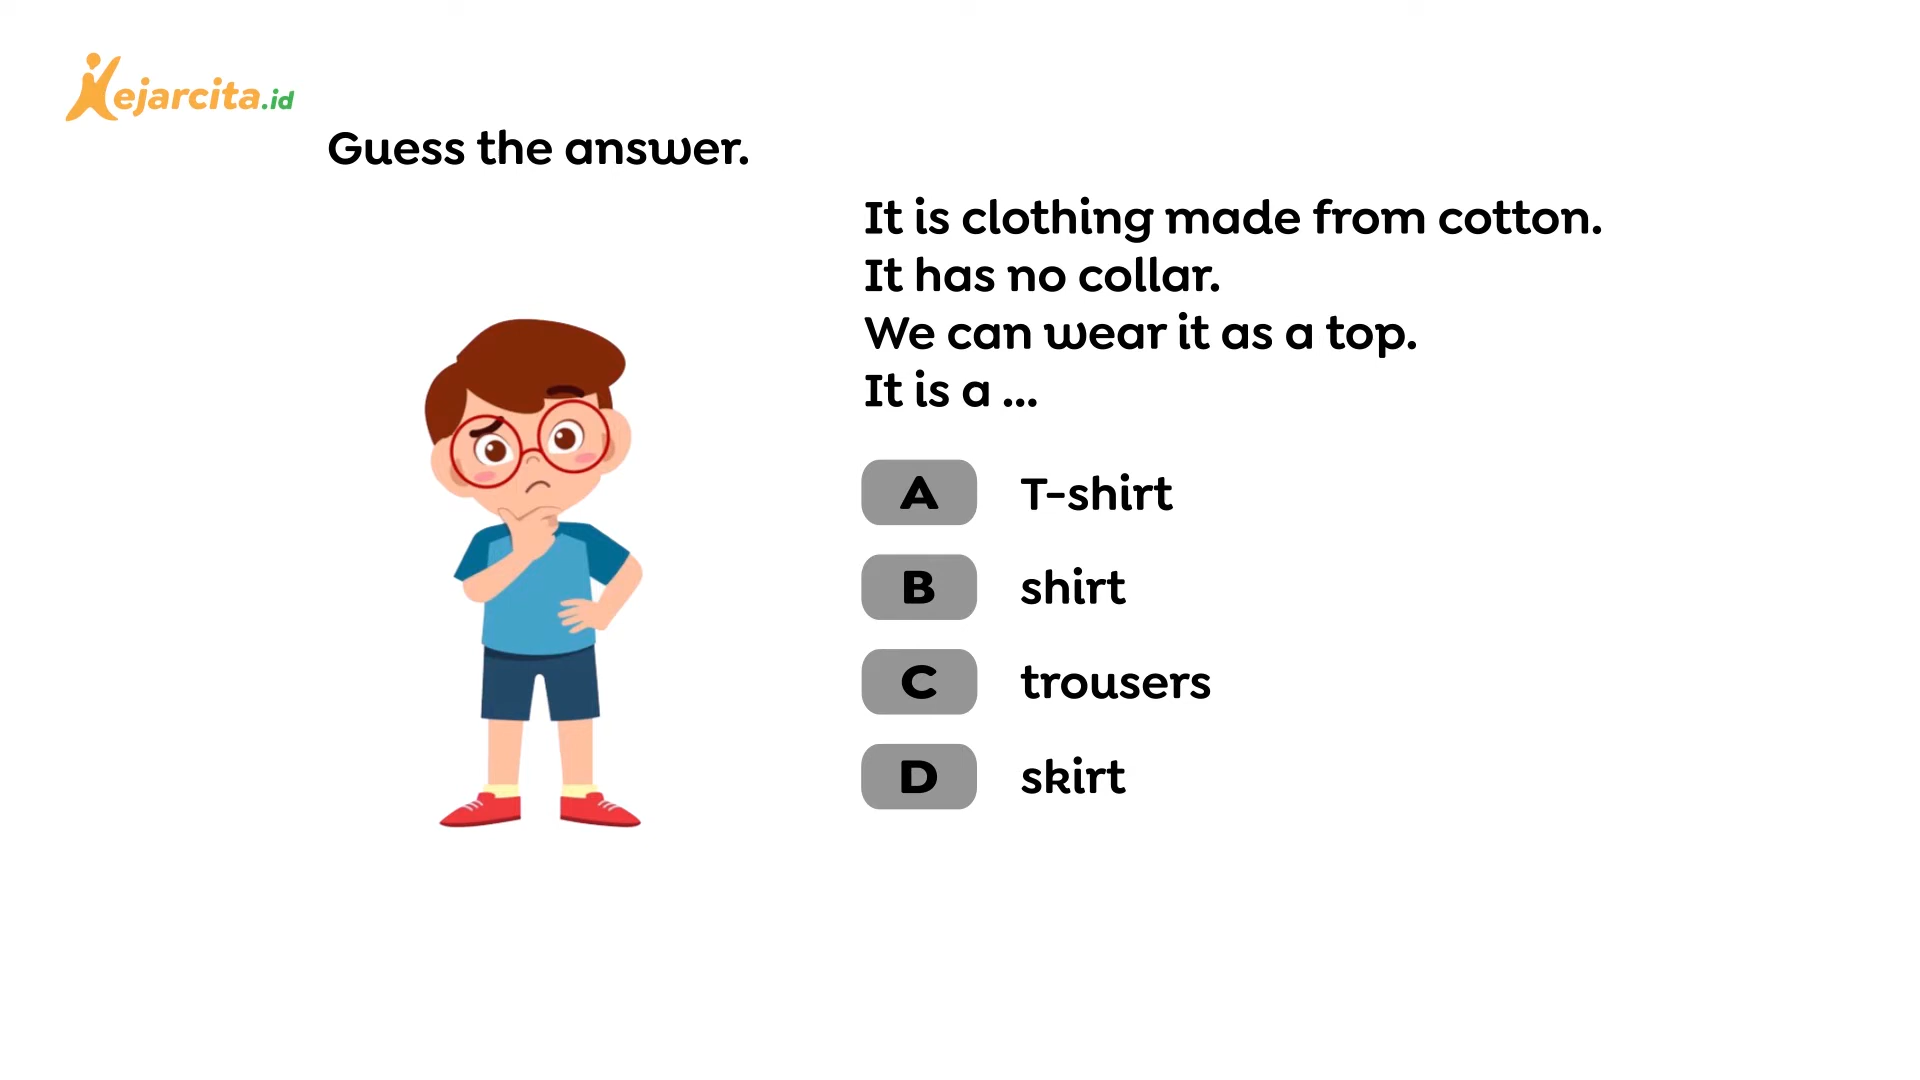 Kejarcita.id
Guess the answer.
It is clothing made from cotton.
It has no collar.
We can wear it as a top.
It is a ...
A T-shirt
B shirt
C trousers
D skirt